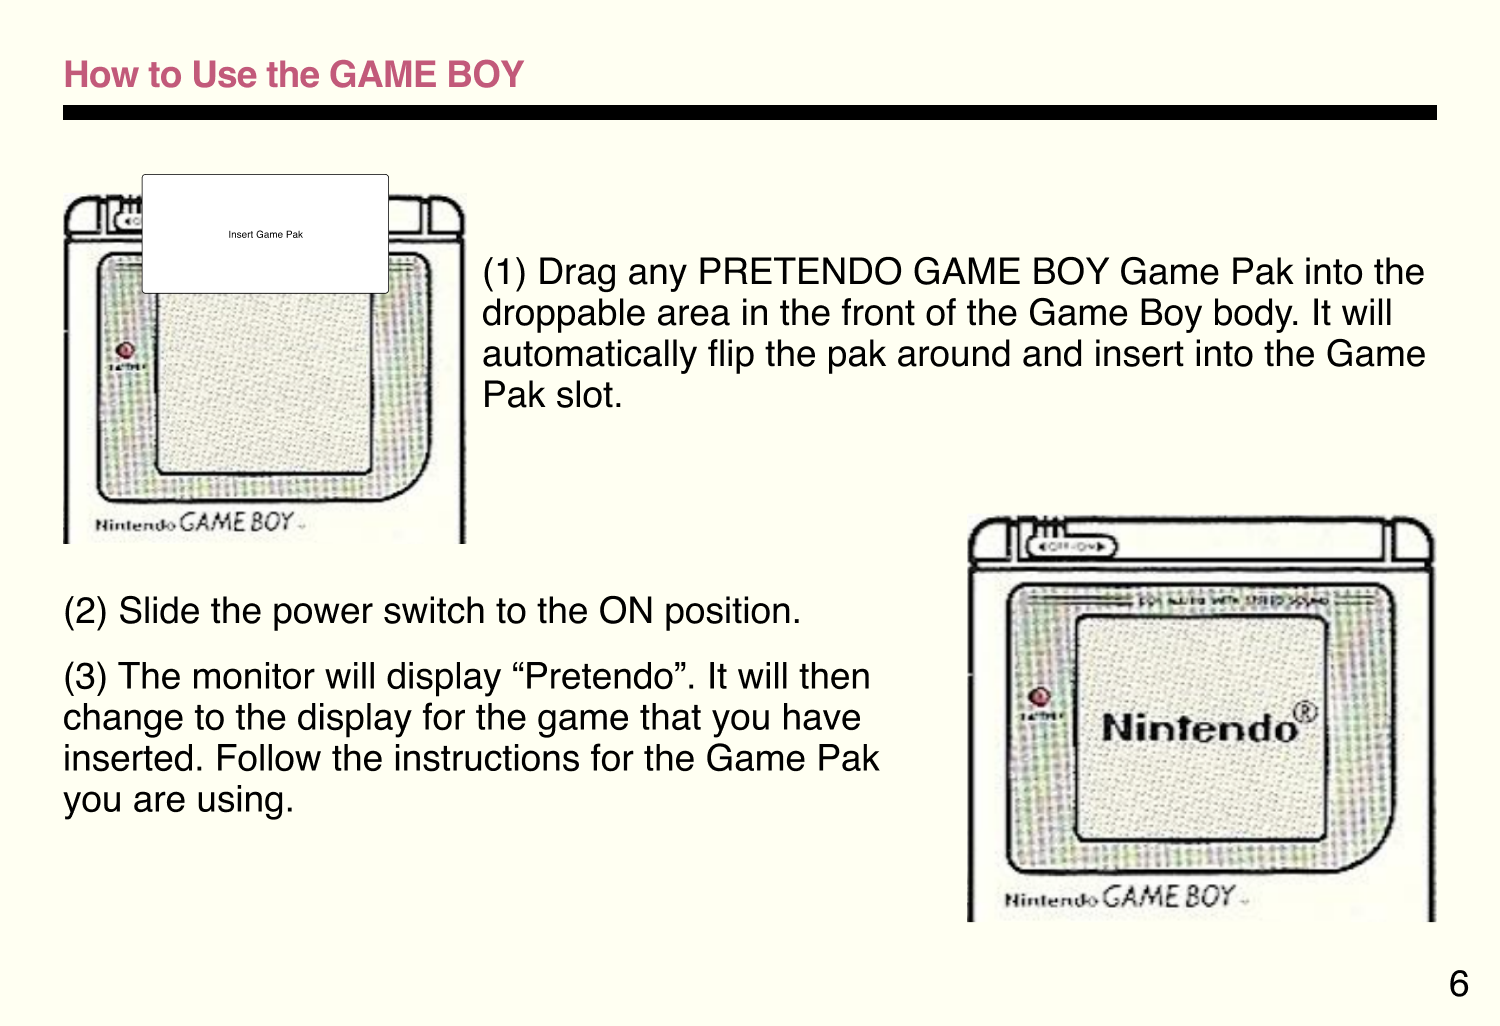 How to Use the GAME BOY
Insert Game Pak
(1) Drag any PRETENDO GAME BOY Game Pak into the
droppable area in the front of the Game Boy body. It will
automatically flip the pak around and insert into the Game
Pak slot.
Nintendo GAME BOY
(2) Slide the power switch to the ON position.
(3) The monitor will display “Pretendo”. It will then
change to the display for the game that you have
inserted. Follow the instructions for the Game Pak
you are using.
◀OFF-ON▶
Nintendo®
Nintendo GAME BOY
6